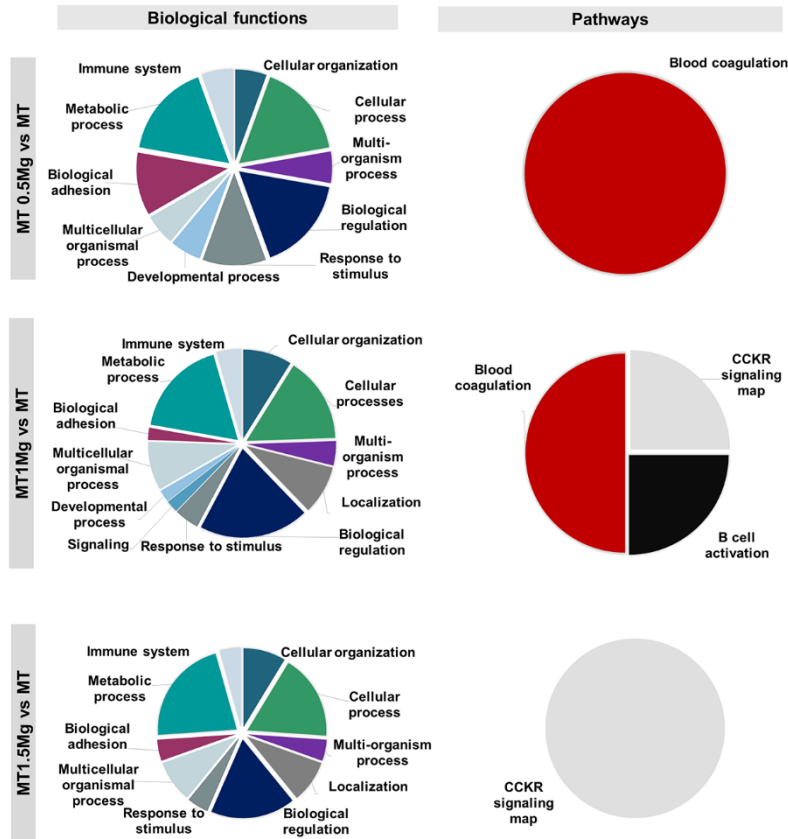 Biological functions
Pathways
MT 0.5Mg vs MT
Immune system
Cellular organization
Metabolic
process
Cellular
process
Multi-
organism
process
Biological
adhesion
Biological
regulation
Multicellular
organismal
process
Response to
stimulus
Developmental process
Blood coagulation
MT1Mg vs MT
Immune system
Cellular organization
Metabolic
process
Cellular
processes
Biological
adhesion
Multi-
organism
process
Multicellular
organismal
process
Localization
Developmental
process
Biological
regulation
Signaling
Response to stimulus
Blood
coagulation
CCKR
signaling
map
B cell
activation
MT1.5Mg vs MT
Immune system
Cellular organization
Metabolic
process
Cellular
process
Biological
adhesion
Multi-organism
process
Multicellular
organismal
process
Localization
Response to
stimulus
Biological
regulation
CCKR
signaling
map